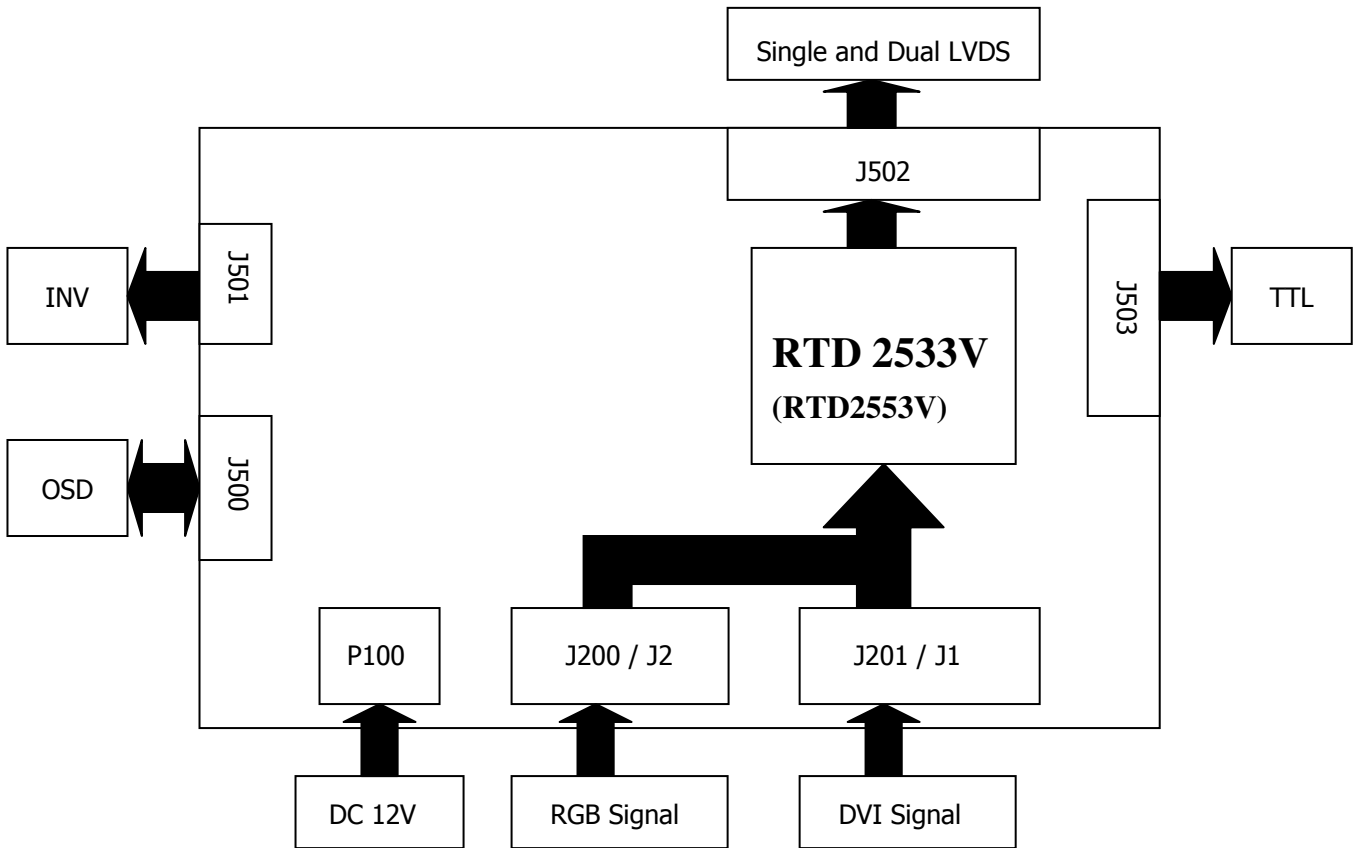 Single and Dual LVDS
J502
J501
INV
J503
TTL
RTD 2533V
(RTD2553V)
J500
OSD
P100
J200 / J2
J201 / J1
DC 12V
RGB Signal
DVI Signal